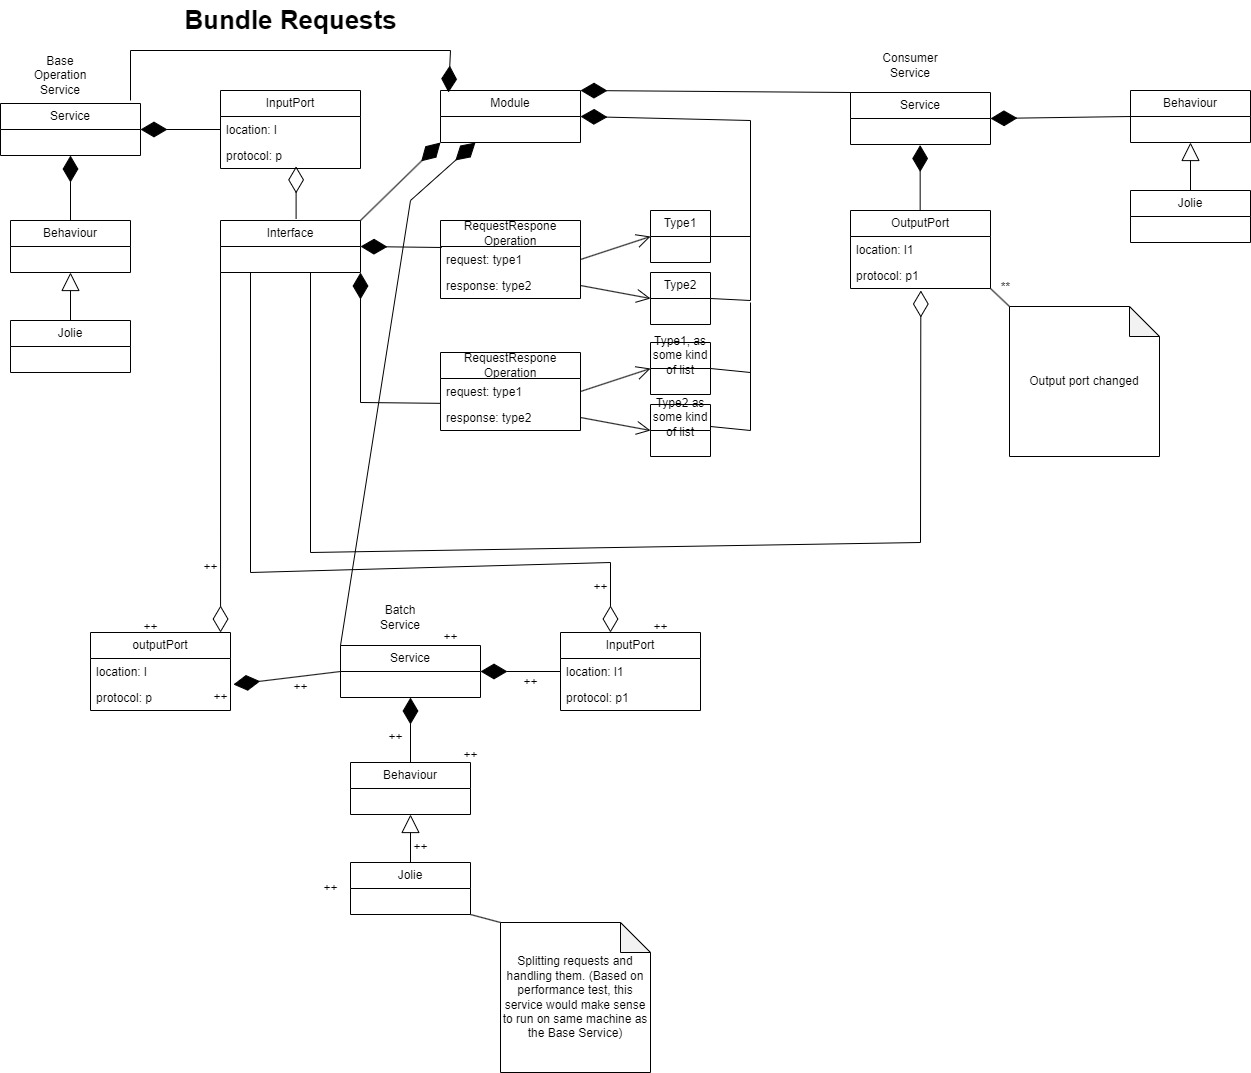 Bundle Requests
Base
Operation
Service
Service
InputPort
location: l
protocol: p
Behaviour
Jolie
Module
Interface
RequestRespone
Operation
request: type1
response: type2
Type1
Type2
RequestRespone
Operation
request: type1
response: type2
Type1, as
some kind
of list
Type2 as
some kind
of list
Consumer
Service
Service
Behaviour
Jolie
OutputPort
location: l1
protocol: p1
**
Output port changed
++
++
outputPort
location: l
protocol: p
++
++
Batch
Service
++
Service
++
++
++
InputPort
location: l1
protocol: p1
++
++
Behaviour
++
++
Jolie
Splitting requests and
handling them. (Based on
performance test, this
service would make sense
to run on same machine as
the Base Service)